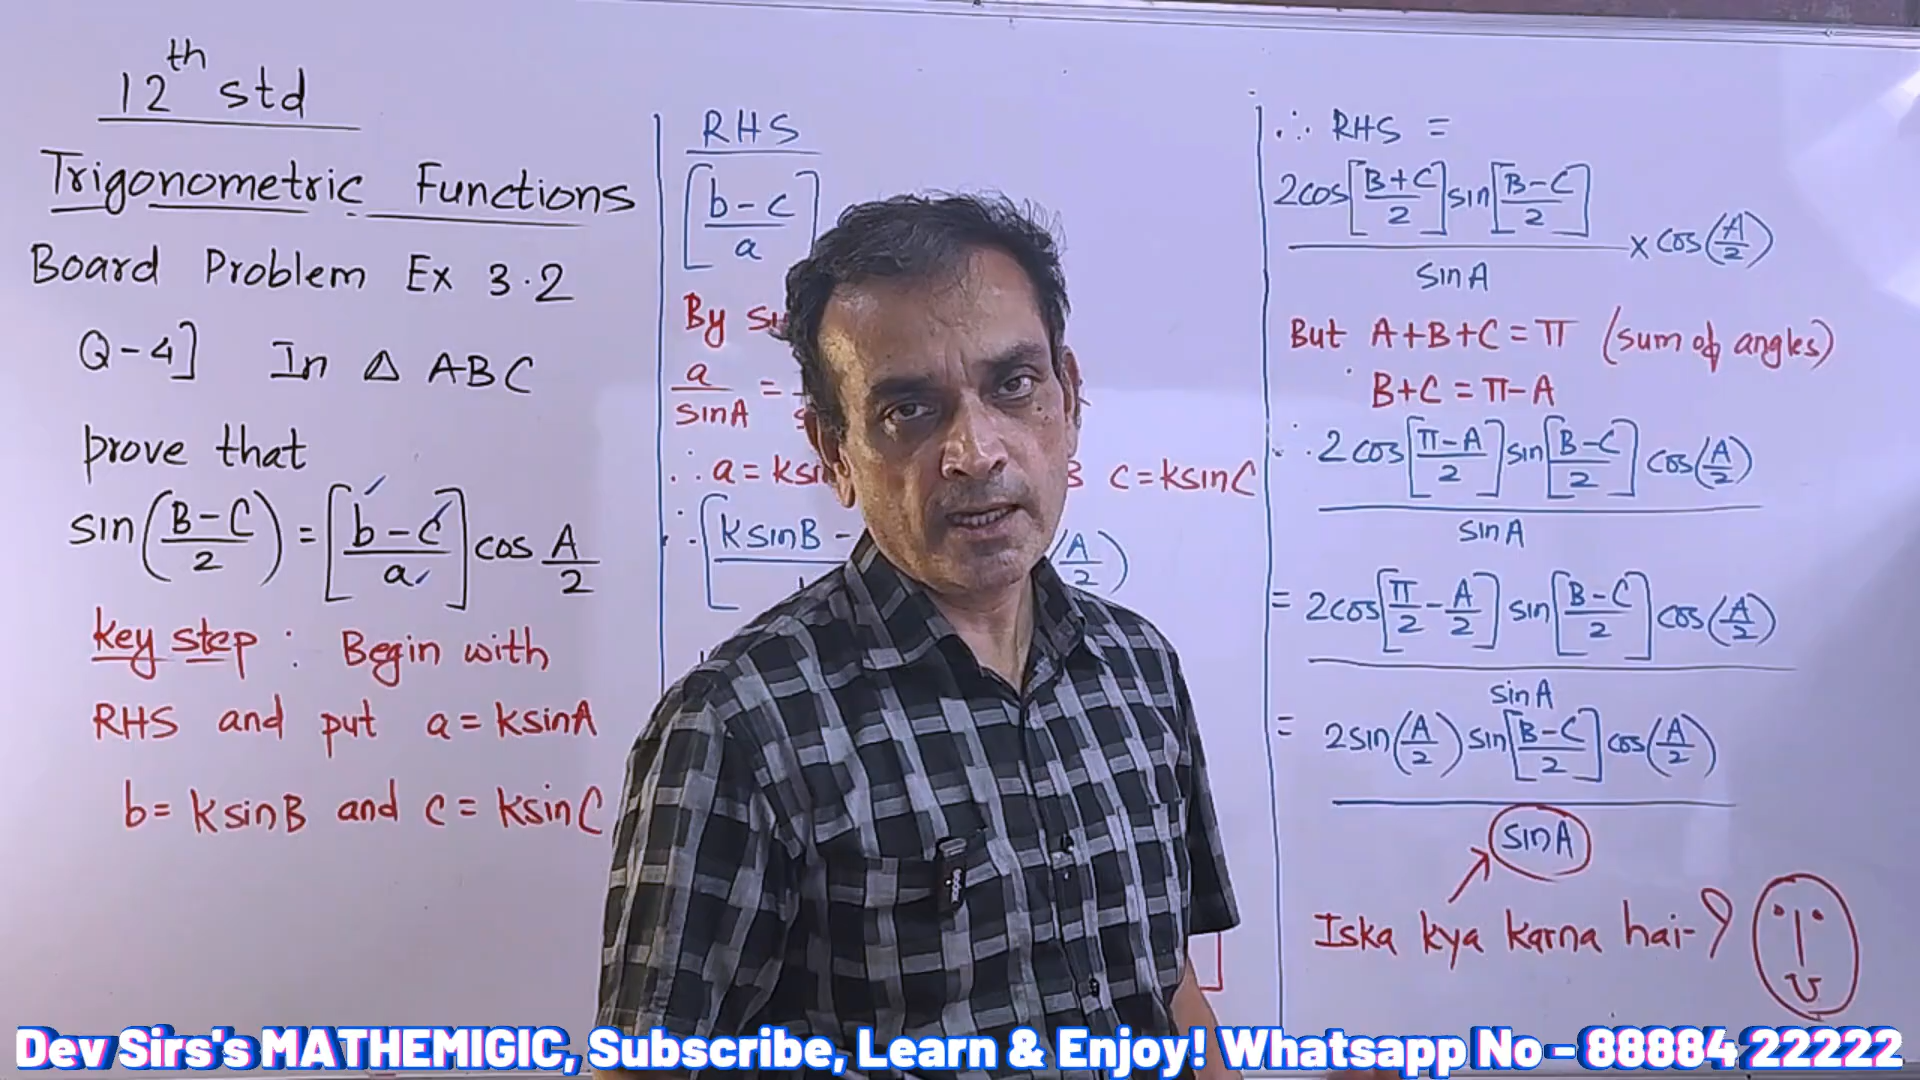 12th std
Trigonometric Functions
Board Problem Ex 3.2
Q-4] In △ ABC
prove that
sin((B-C)/2) = [(b-c)/a] cos A/2
key step : Begin with
RHS and put a = ksinA
b= ksinB and c = ksinC
RHS
[(b-c)/a]
By
a/sinA =
∴ a = c = ksinC
∴ [ksinB - (A/2)
∴ RHS =
2cos[(B+C)/2]sin[(B-C)/2]/sinA x cos(A/2)
But A+B+C = π (sum of angles)
B+C = π-A
∴ 2cos[(π-A)/2]sin[(B-C)/2] cos(A/2)/sinA
= 2cos[π/2 - A/2] sin[(B-C)/2] cos(A/2)/sinA
= 2sin(A/2) sin[(B-C)/2] cos(A/2)/sinA
Iska kya karna hai-?
Dev Sirs's MATHEMIGIC, Subscribe, Learn & Enjoy! Whatsapp No - 88884 22222